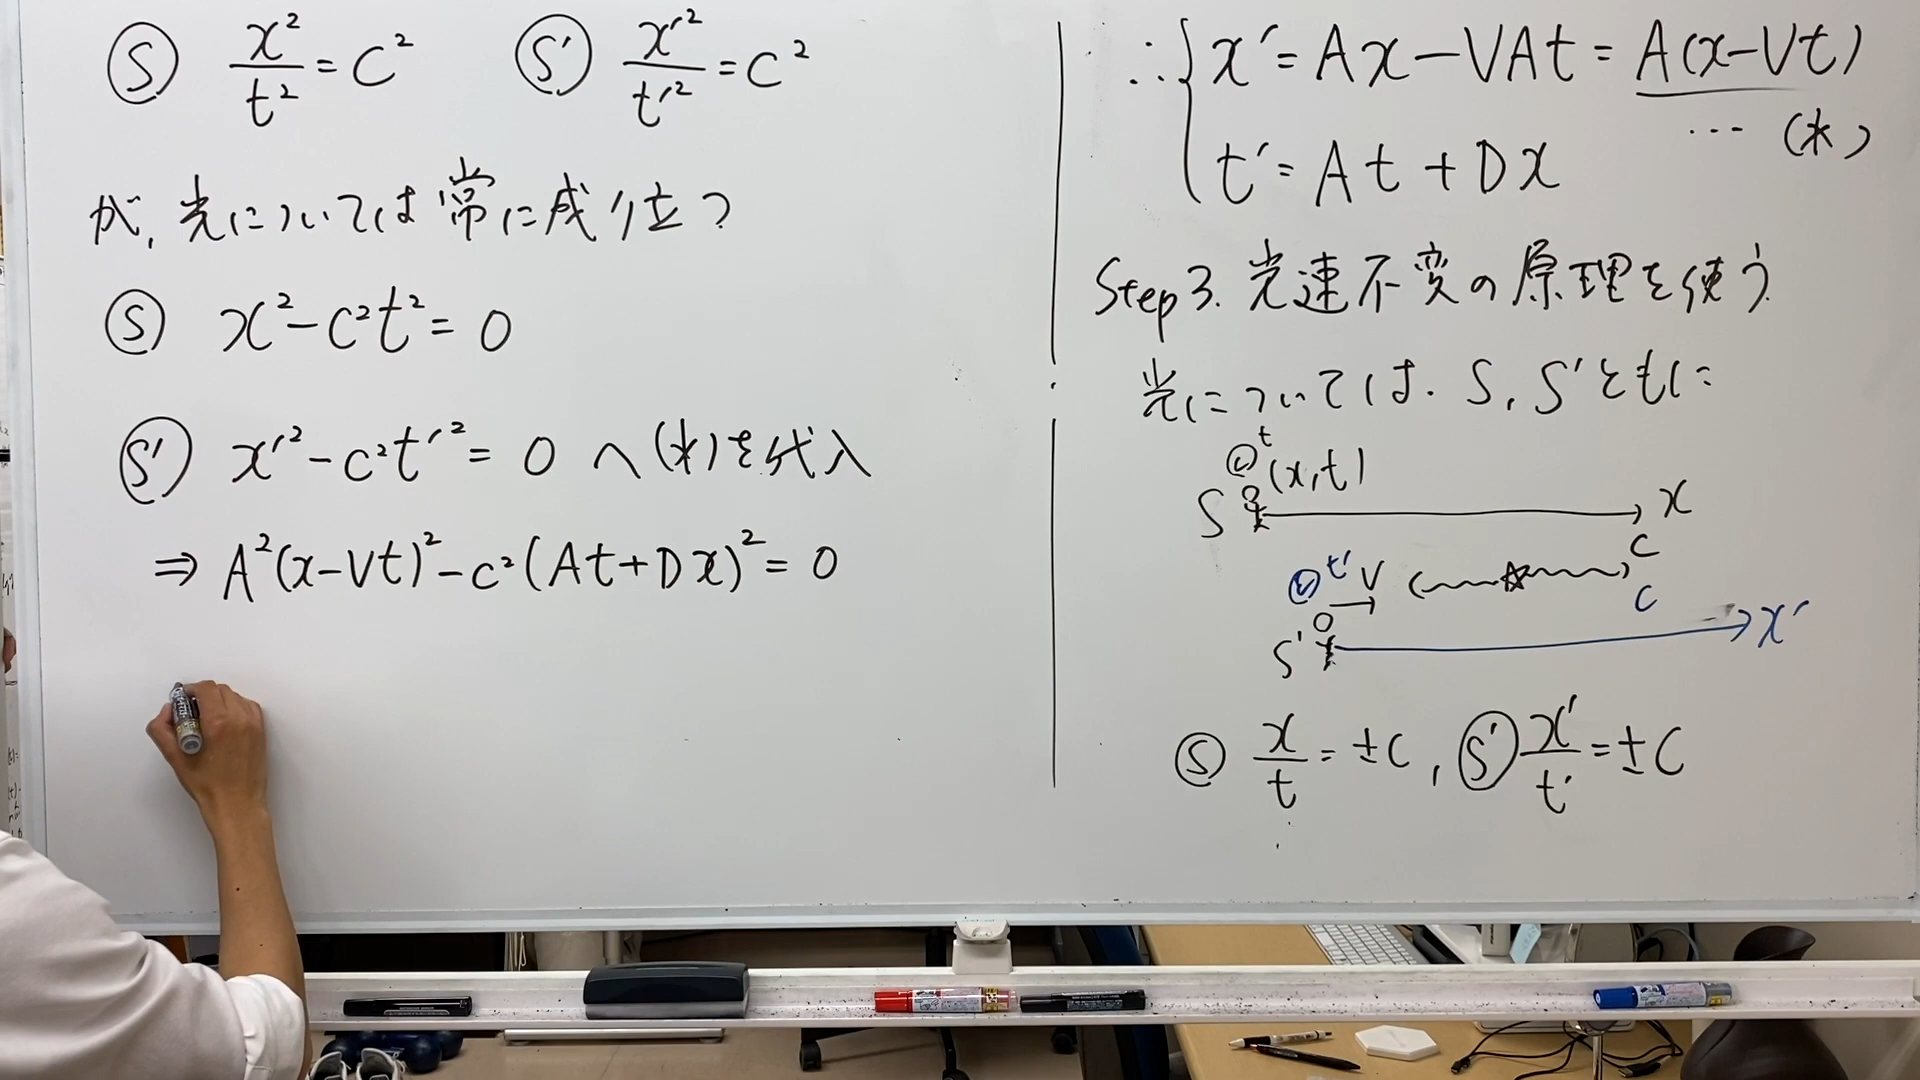 Ⓢ x²/t² = C² Ⓢ' x'²/t'² = C²
が、光については常に成り立つ
Ⓢ x² - c²t² = 0
Ⓢ' x'² - c²t'² = 0 へ(*)を代入
⇒ A²(x-Vt)² - c²(At+Dx)² = 0
∴ { x' = Ax - VAt = A(x-Vt)
… (*)
t' = At + Dx
Step 3. 光速不変の原理を使う.
光については. S, S'ともに
t
(x,t)
S x
c
t' V c
S' x'
Ⓢ x/t = ±C, Ⓢ' x'/t' = ±C